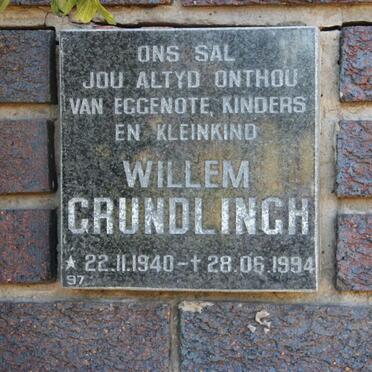 ONS SAL
JOU ALTYD ONTHOU
VAN EGGENOTE, KINDERS
EN KLEINKIND
WILLEM
GRUNDLINGH
* 22.11.1940 - † 28.06.1994
97